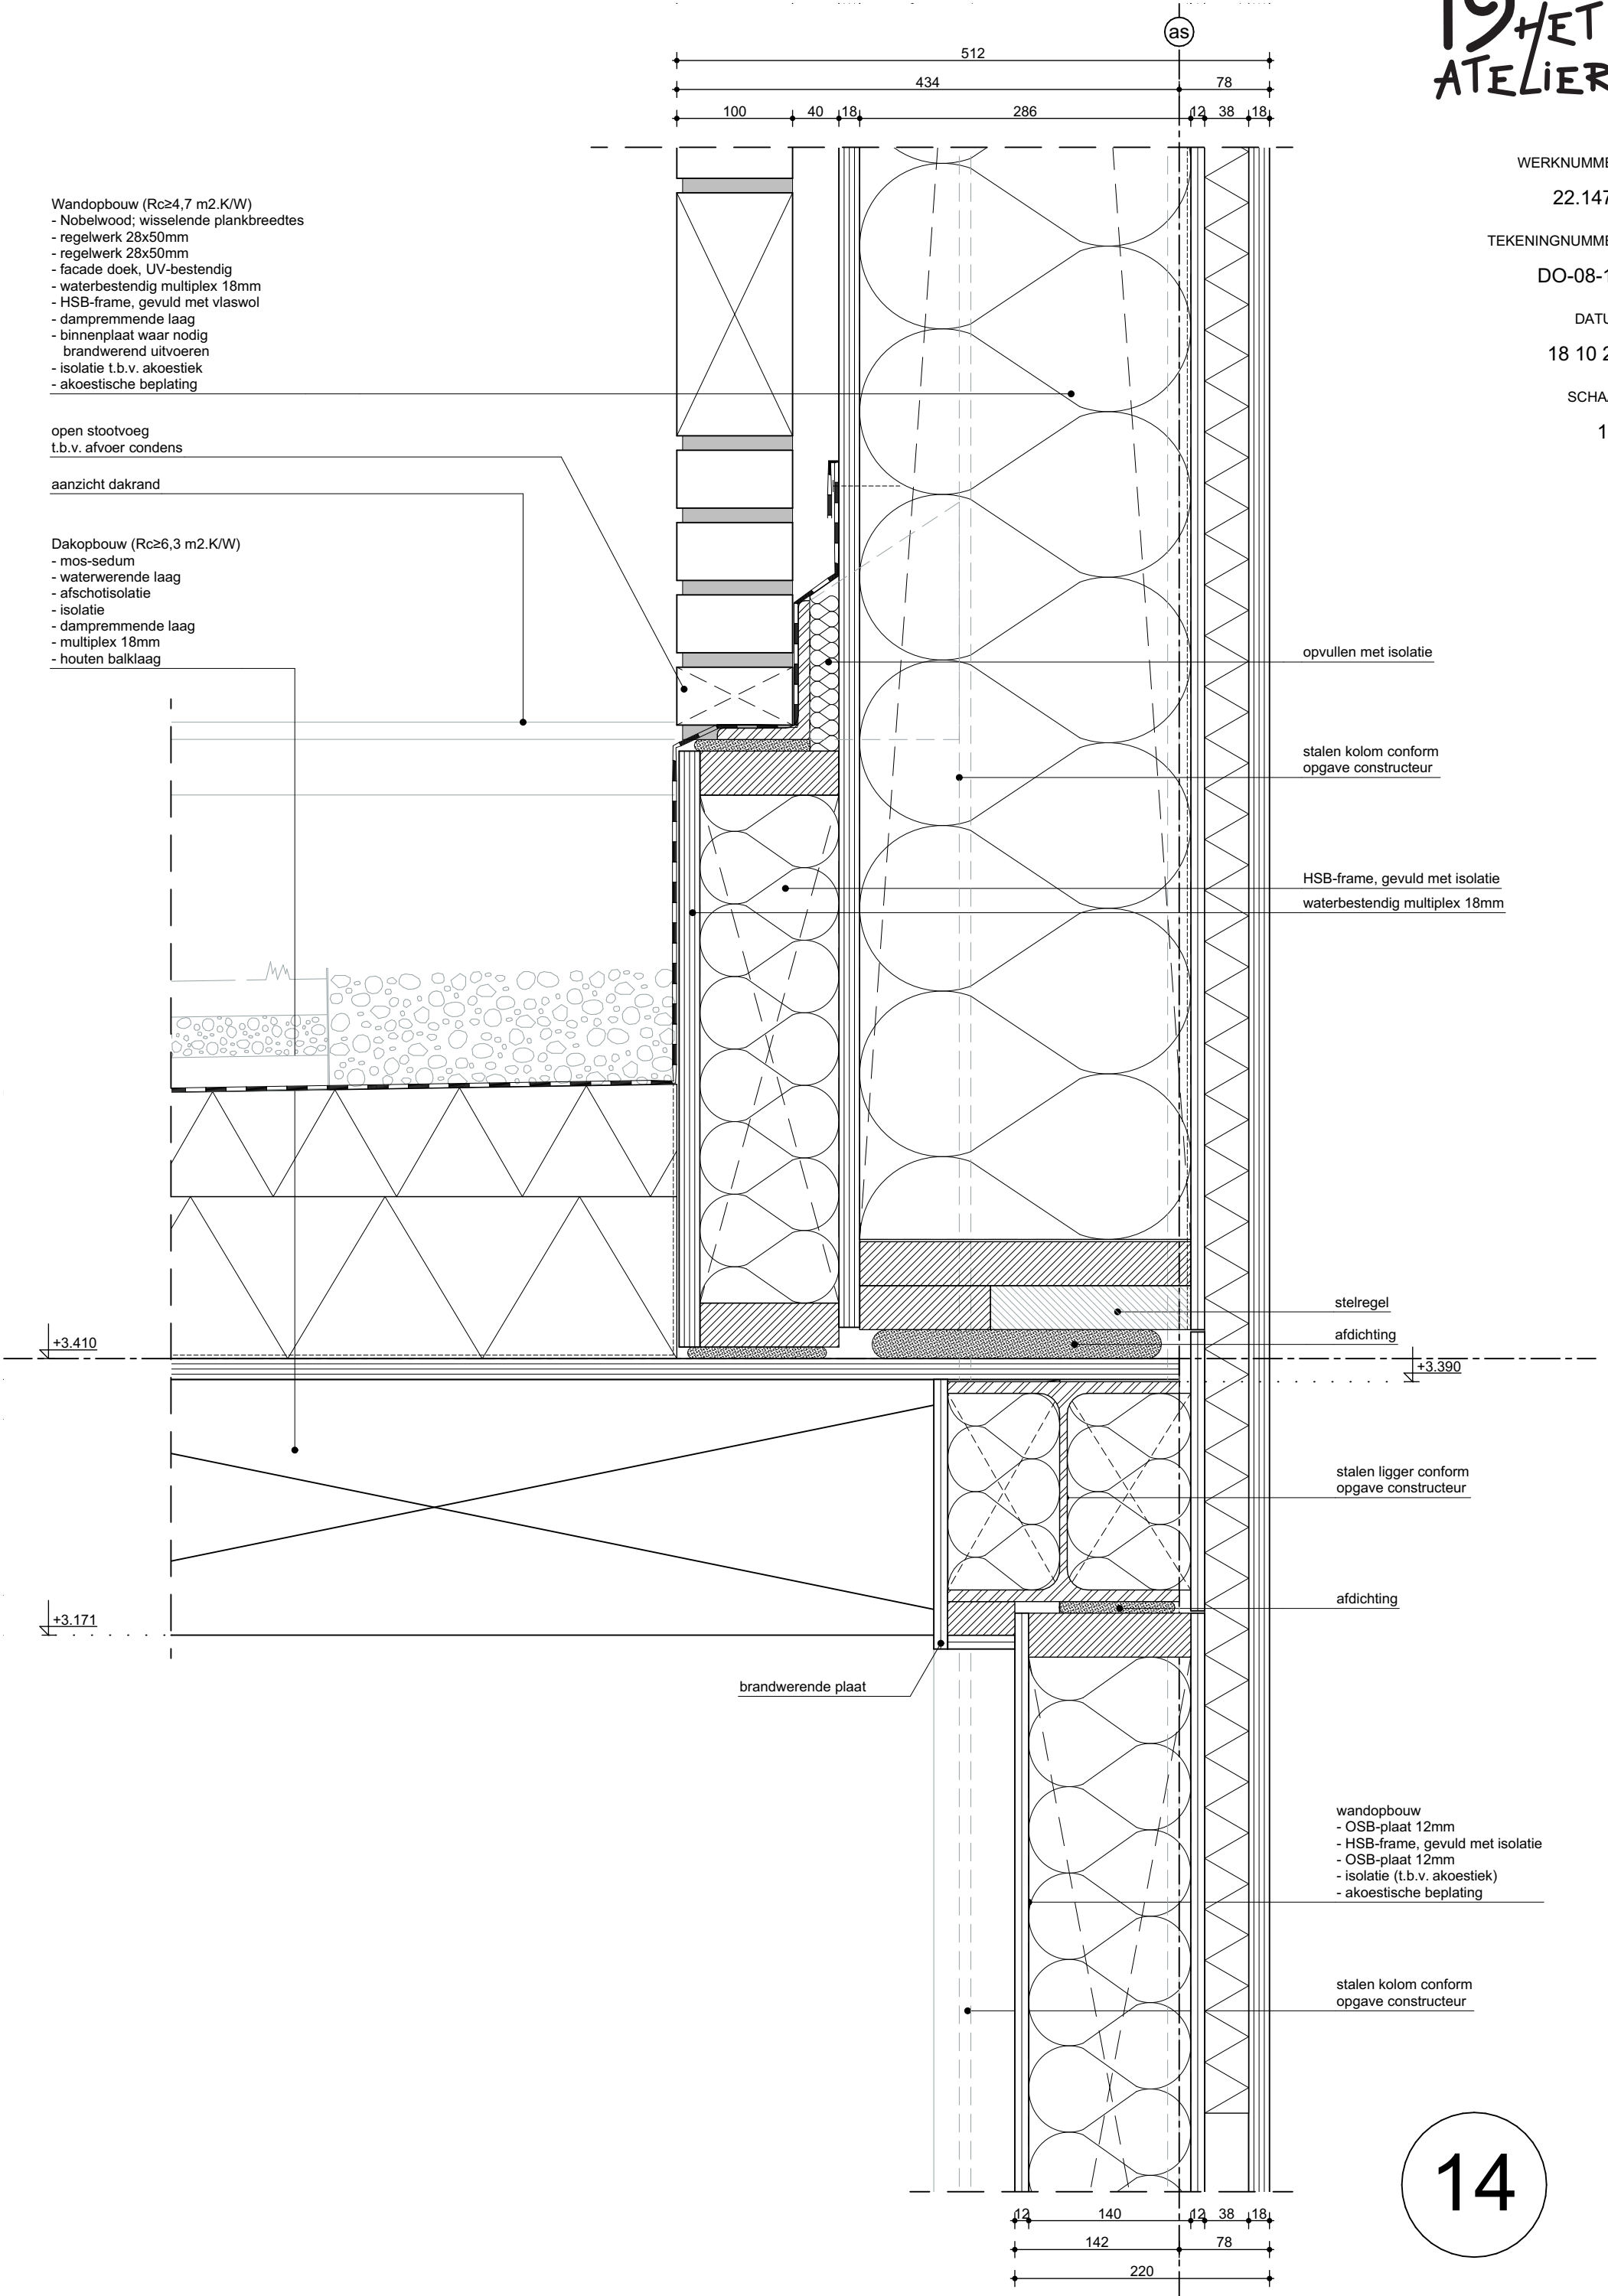 as
512
434
78
100
40
18
286
12
38
18
19 HET
ATELIER
WERKNUMME
22.147
TEKENINGNUMME
DO-08-1
DATU
18 10 2
SCHA
1
Wandopbouw (Rc≥4,7 m2.K/W)
- Nobelwood; wisselende plankbreedtes
- regelwerk 28x50mm
- regelwerk 28x50mm
- facade doek, UV-bestendig
- waterbestendig multiplex 18mm
- HSB-frame, gevuld met vlaswol
- dampremmende laag
- binnenplaat waar nodig
brandwerend uitvoeren
- isolatie t.b.v. akoestiek
- akoestische beplating
open stootvoeg
t.b.v. afvoer condens
aanzicht dakrand
Dakopbouw (Rc≥6,3 m2.K/W)
- mos-sedum
- waterwerende laag
- afschotisolatie
- isolatie
- dampremmende laag
- multiplex 18mm
- houten balklaag
opvullen met isolatie
stalen kolom conform
opgave constructeur
HSB-frame, gevuld met isolatie
waterbestendig multiplex 18mm
stelregel
afdichting
+3.410
+3.390
stalen ligger conform
opgave constructeur
afdichting
+3.171
brandwerende plaat
wandopbouw
- OSB-plaat 12mm
- HSB-frame, gevuld met isolatie
- OSB-plaat 12mm
- isolatie (t.b.v. akoestiek)
- akoestische beplating
stalen kolom conform
opgave constructeur
14
12
140
12
38
18
142
78
220